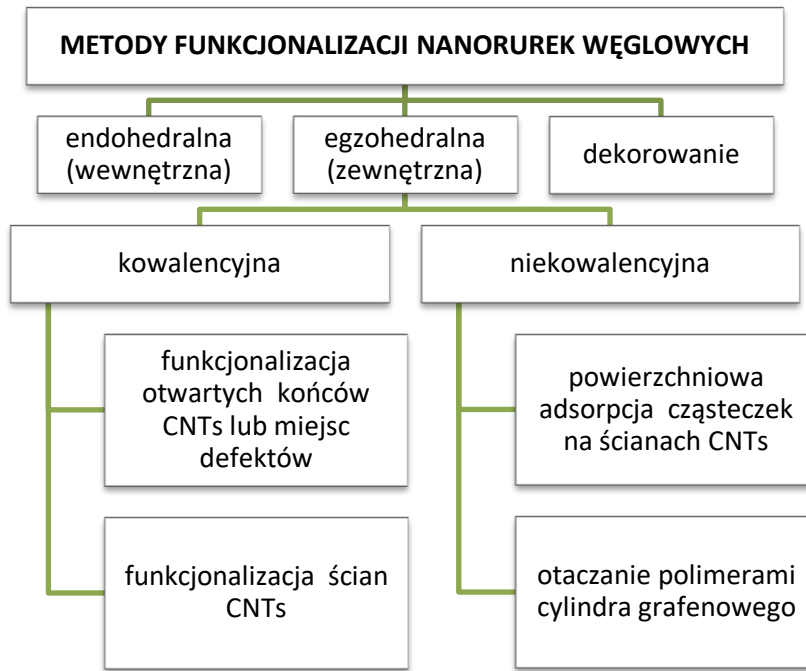 METODY FUNKCJONALIZACJI NANORUREK WĘGLOWYCH
endohedralna
(wewnętrzna)
egzohedralna
(zewnętrzna)
dekorowanie
kowalencyjna
niekowalencyjna
funkcjonalizacja
otwartych końców
CNTs lub miejsc
defektów
powierzchniowa
adsorpcja cząsteczek
na ścianach CNTs
funkcjonalizacja ścian
CNTs
otaczanie polimerami
cylindra grafenowego